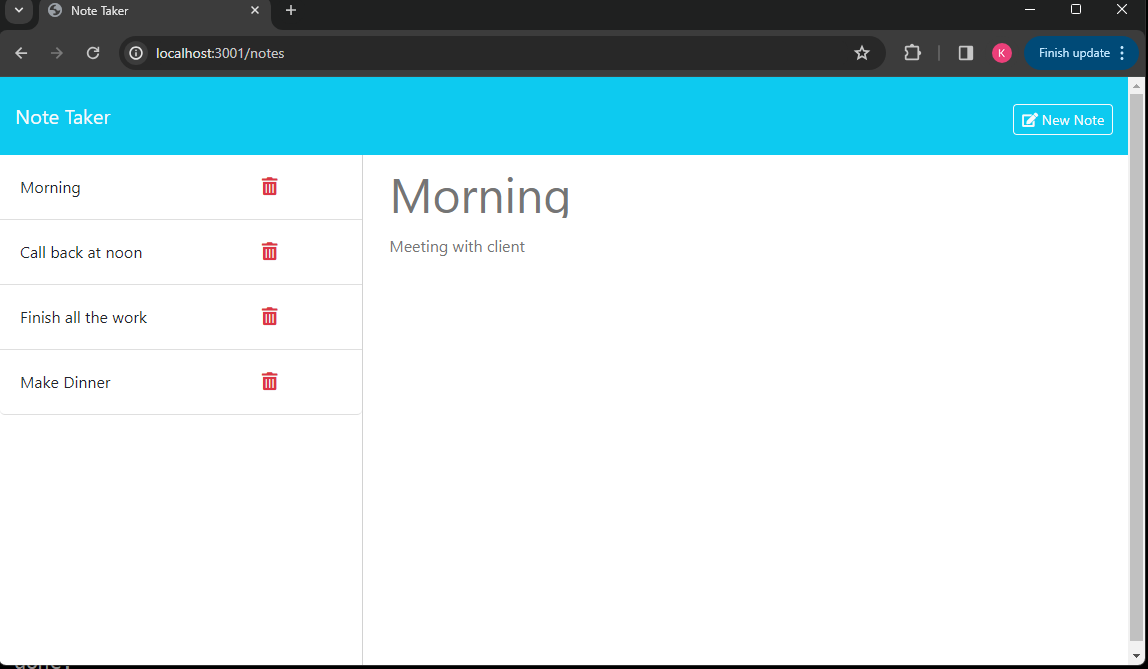 Note Taker
localhost:3001/notes
K
Finish update
Note Taker
New Note
Morning
Call back at noon
Finish all the work
Make Dinner
Morning
Meeting with client